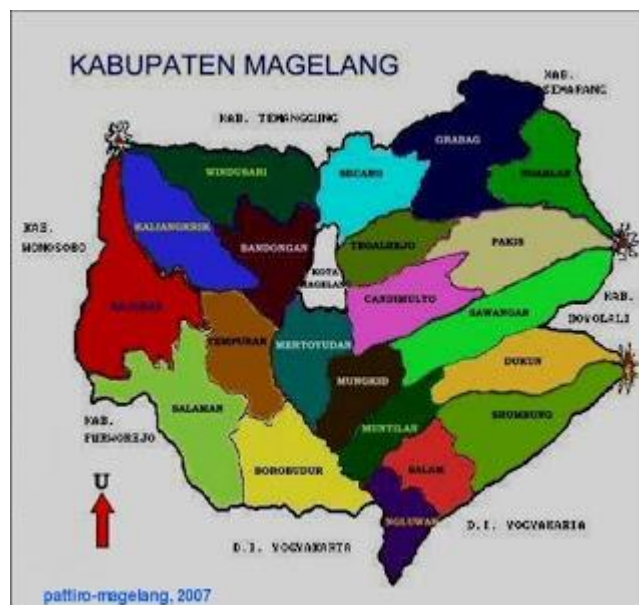 KABUPATEN MAGELANG
KAB.
SEMARANG
KAB. TEMANGGUNG
GRABAG
NGABLAK
WINDUSARI
SECANG
KAB.
WONOSOBO
KALIANGKRIK
BANDONGAN
TEGALREJO
PAKIS
KOTA
MAGELANG
CANDIMULYO
SAWANGAN
KAB.
BOYOLALI
KAJORAN
TEMPURAN
MERTOYUDAN
MUNGKID
DUKUN
SALAMAN
MUNTILAN
SRUMBUNG
KAB.
PURWOREJO
BOROBUDUR
SALAM
U
NGLUWAR
D.I. YOGYAKARTA
D.I. YOGYAKARTA
pattiro-magelang, 2007